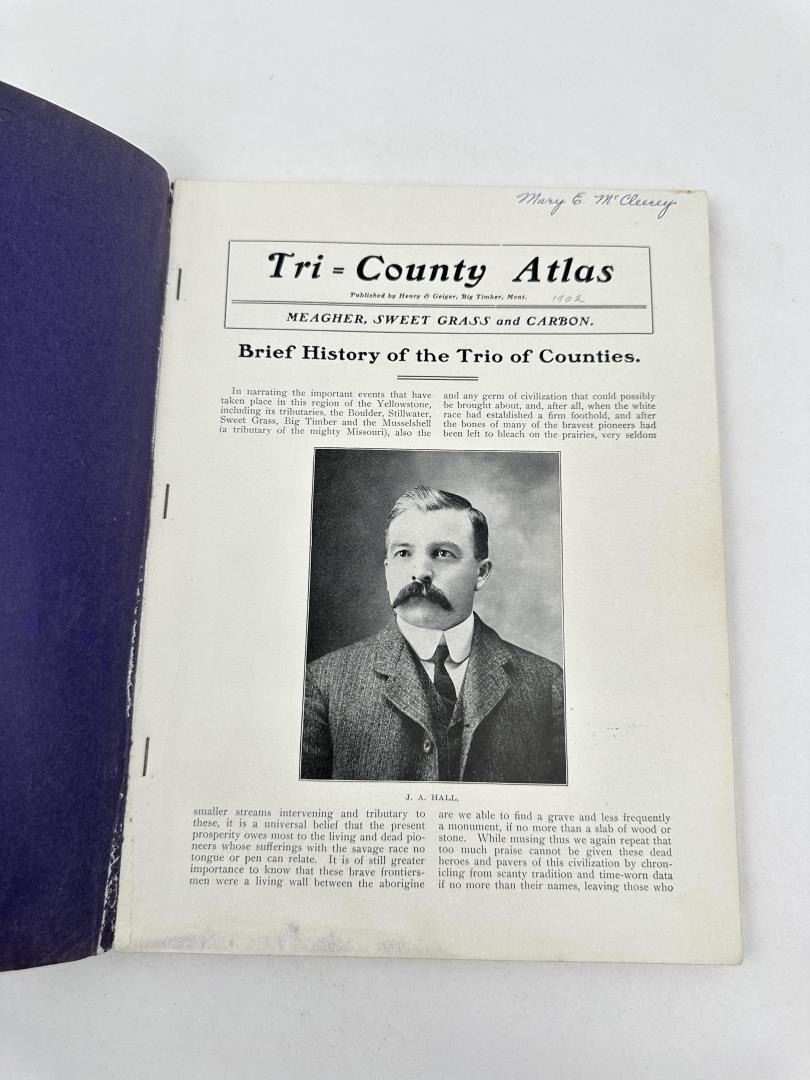 Mary E. McCleerey
Tri = County Atlas
Published by Henry & Geiger, Big Timber, Mont.
1902
MEAGHER, SWEET GRASS and CARBON.
Brief History of the Trio of Counties.
In narrating the important events that have
taken place in this region of the Yellowstone,
including its tributaries, the Boulder, Stillwater,
Sweet Grass, Big Timber and the Musselshell
(a tributary of the mighty Missouri), also the
and any germ of civilization that could possibly
be brought about, and, after all, when the white
race had established a firm foothold, and after
the bones of many of the bravest pioneers had
been left to bleach on the prairies, very seldom
J. A. HALL.
smaller streams intervening and tributary to
these, it is a universal belief that the present
prosperity owes most to the living and dead pio-
neers whose sufferings with the savage race no
tongue or pen can relate. It is of still greater
importance to know that these brave frontiers-
men were a living wall between the aborigine
are we able to find a grave and less frequently
a monument, if no more than a slab of wood or
stone. While musing thus we again repeat that
too much praise cannot be given these dead
heroes and pavers of this civilization by chron-
icling from scanty tradition and time-worn data
if no more than their names, leaving those who